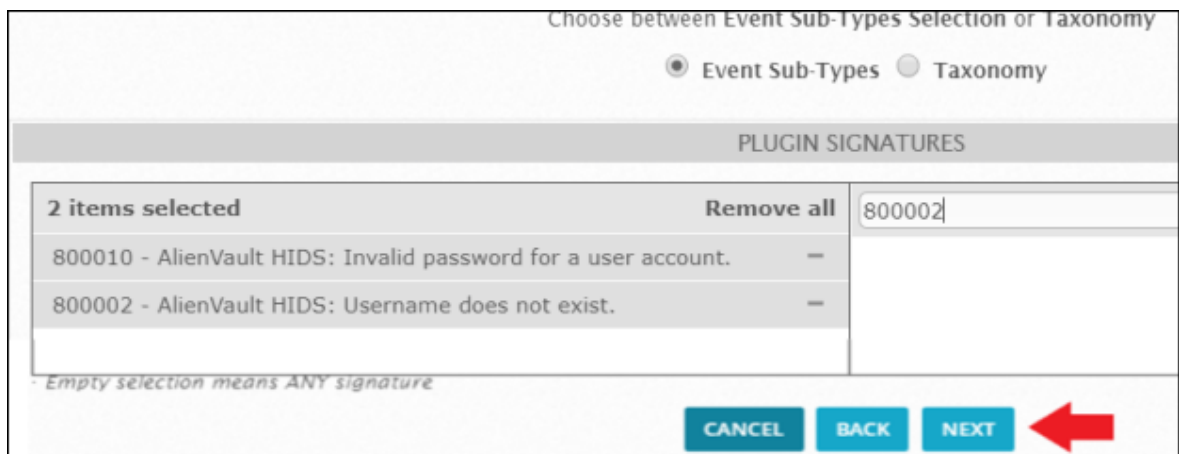 Choose between Event Sub-Types Selection or Taxonomy
Event Sub-Types Taxonomy
PLUGIN SIGNATURES
2 items selected Remove all 800002
800010 - AlienVault HIDS: Invalid password for a user account. −
800002 - AlienVault HIDS: Username does not exist. −
- Empty selection means ANY signature
CANCEL BACK NEXT